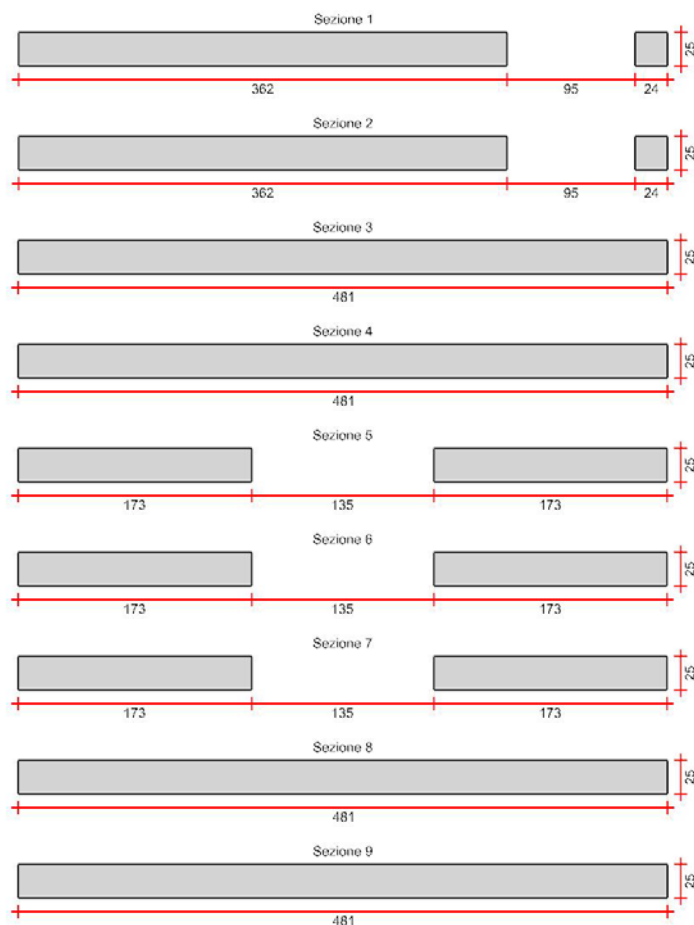 Sezione 1
25
362 95 24
Sezione 2
25
362 95 24
Sezione 3
25
481
Sezione 4
25
481
Sezione 5
25
173 135 173
Sezione 6
25
173 135 173
Sezione 7
25
173 135 173
Sezione 8
25
481
Sezione 9
25
481